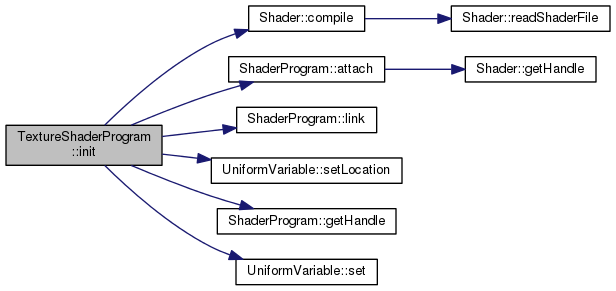 Shader::compile
Shader::readShaderFile
ShaderProgram::attach
Shader::getHandle
ShaderProgram::link
TextureShaderProgram
::init
UniformVariable::setLocation
ShaderProgram::getHandle
UniformVariable::set